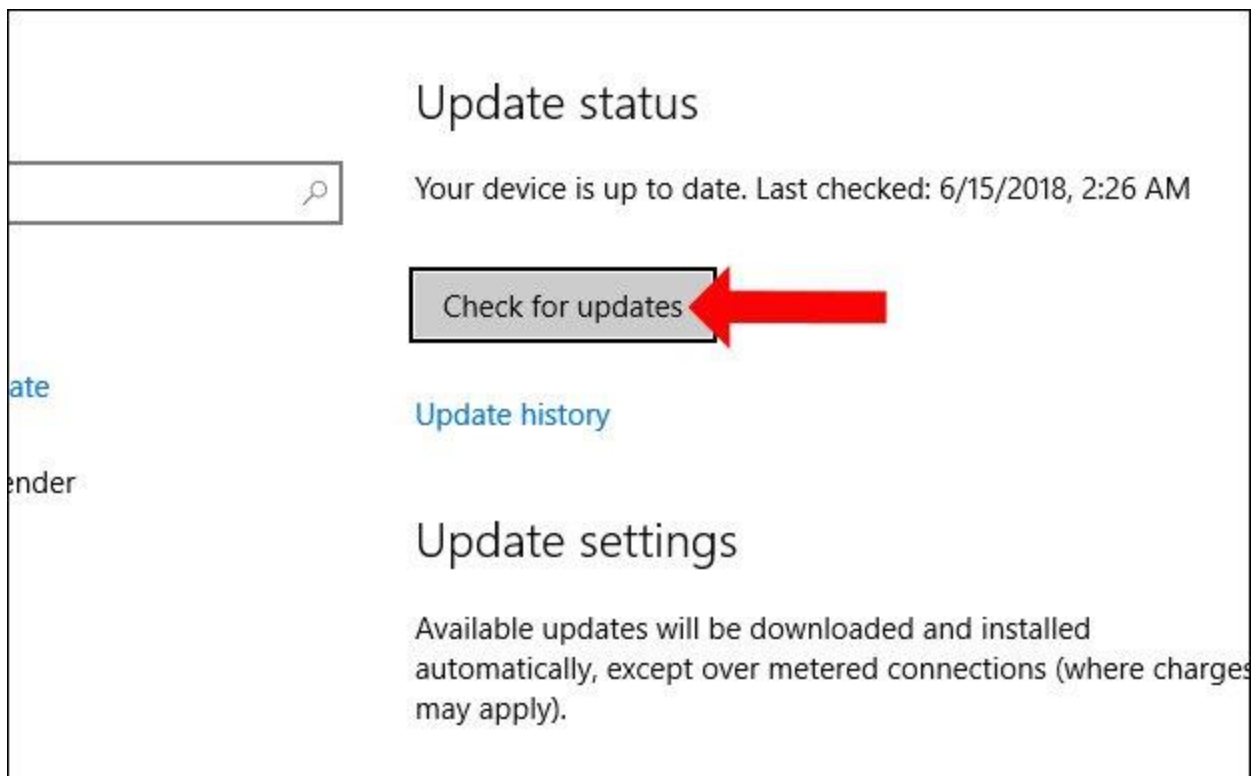 Update status
Your device is up to date. Last checked: 6/15/2018, 2:26 AM
Check for updates
ate
Update history
ender
Update settings
Available updates will be downloaded and installed
automatically, except over metered connections (where charges
may apply).